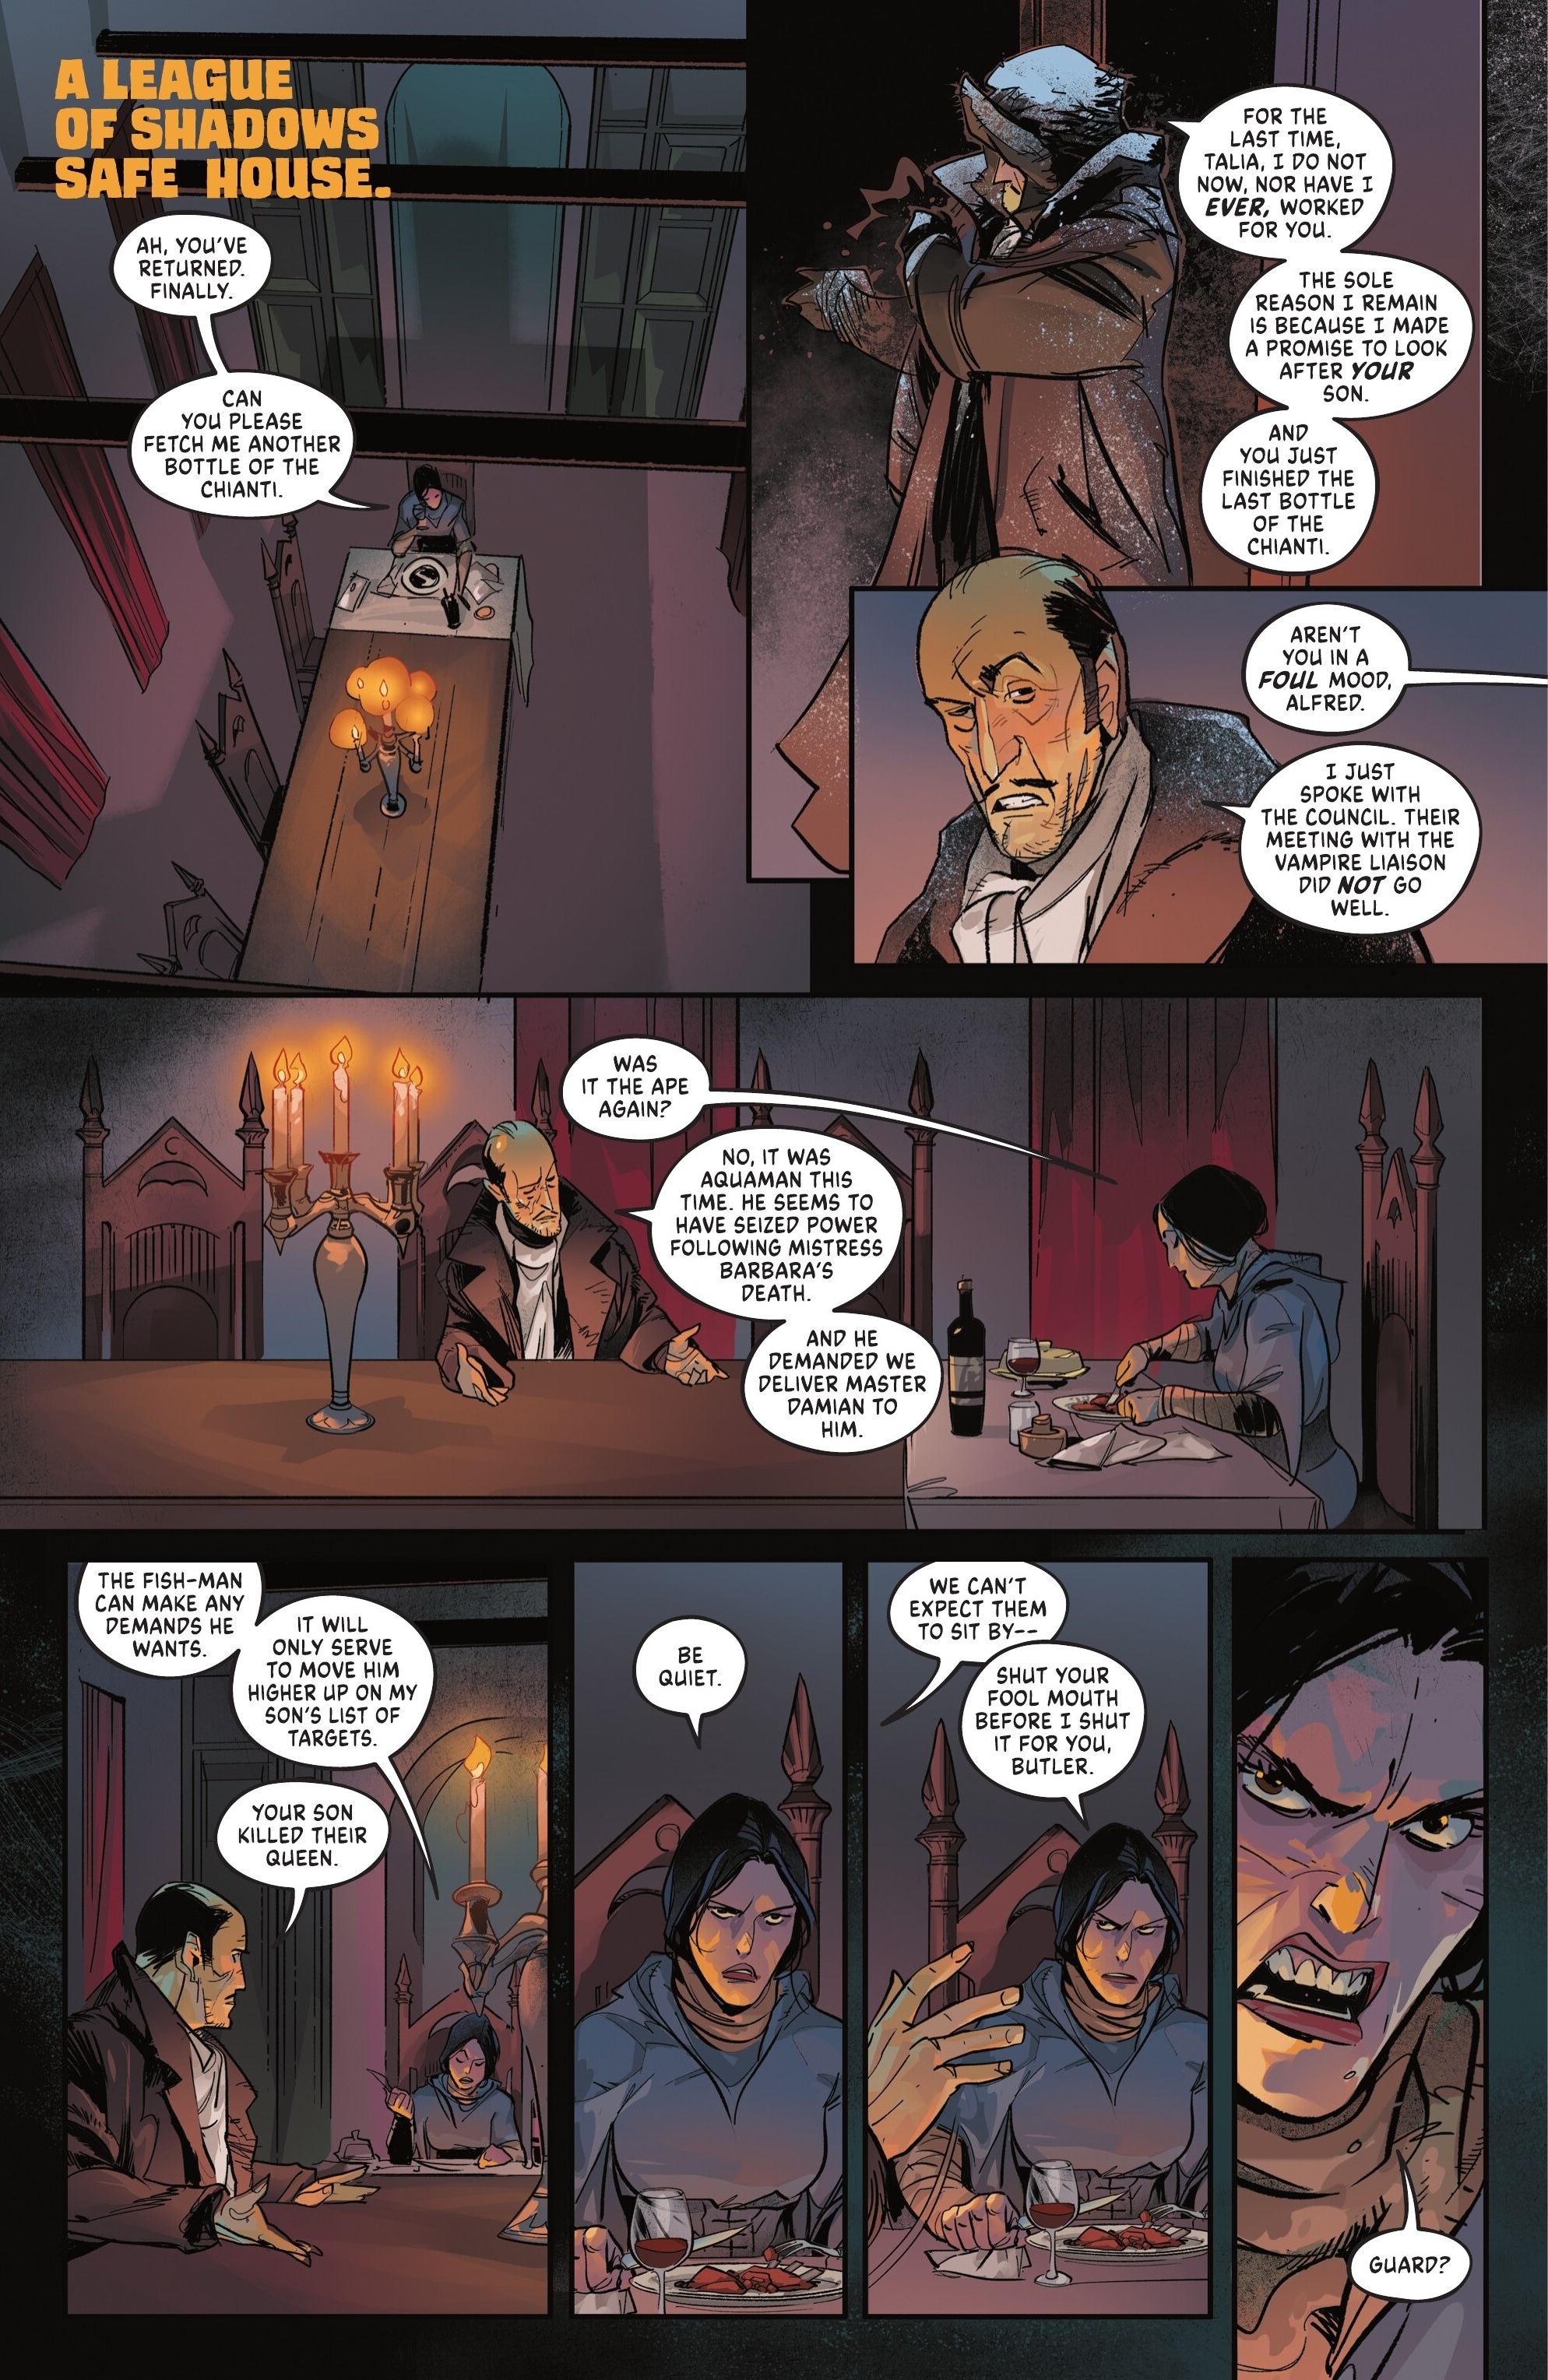 A LEAGUE
OF SHADOWS
SAFE HOUSE.
AH, YOU'VE
RETURNED.
FINALLY.
CAN
YOU PLEASE
FETCH ME ANOTHER
BOTTLE OF THE
CHIANTI.
FOR THE
LAST TIME,
TALIA, I DO NOT
NOW, NOR HAVE I
EVER, WORKED
FOR YOU.
THE SOLE
REASON I REMAIN
IS BECAUSE I MADE
A PROMISE TO LOOK
AFTER YOUR
SON.
AND
YOU JUST
FINISHED THE
LAST BOTTLE
OF THE
CHIANTI.
AREN'T
YOU IN A
FOUL MOOD,
ALFRED.
I JUST
SPOKE WITH
THE COUNCIL. THEIR
MEETING WITH THE
VAMPIRE LIAISON
DID NOT GO
WELL.
WAS
IT THE APE
AGAIN?
NO, IT WAS
AQUAMAN THIS
TIME. HE SEEMS TO
HAVE SEIZED POWER
FOLLOWING MISTRESS
BARBARA'S
DEATH.
AND HE
DEMANDED WE
DELIVER MASTER
DAMIAN TO
HIM.
THE FISH-MAN
CAN MAKE ANY
DEMANDS HE
WANTS.
IT WILL
ONLY SERVE
TO MOVE HIM
HIGHER UP ON MY
SON'S LIST OF
TARGETS.
YOUR SON
KILLED THEIR
QUEEN.
BE
QUIET.
WE CAN'T
EXPECT THEM
TO SIT BY--
SHUT YOUR
FOOL MOUTH
BEFORE I SHUT
IT FOR YOU,
BUTLER.
GUARD?